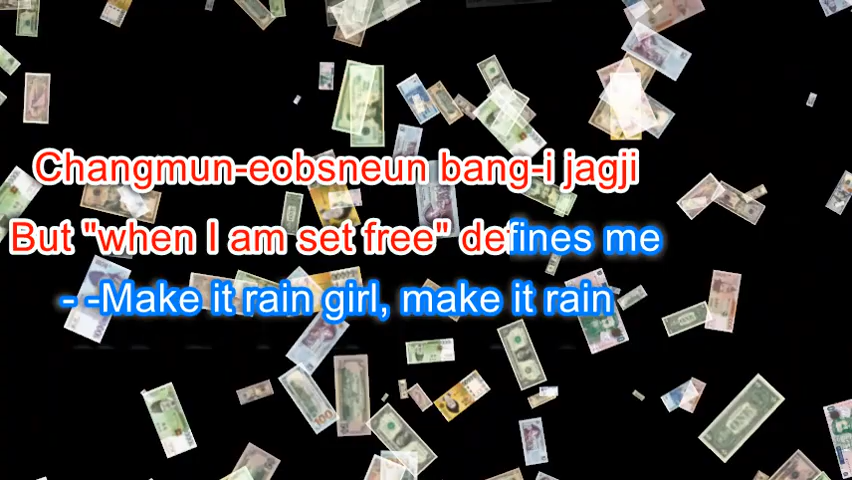 Changmun-eobsneun bang-i jagji
But "when I am set free" defines me
- -Make it rain girl, make it rain